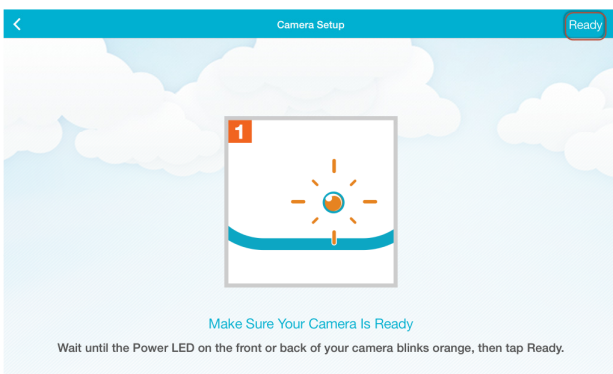 Camera Setup
Ready
1
Make Sure Your Camera Is Ready
Wait until the Power LED on the front or back of your camera blinks orange, then tap Ready.